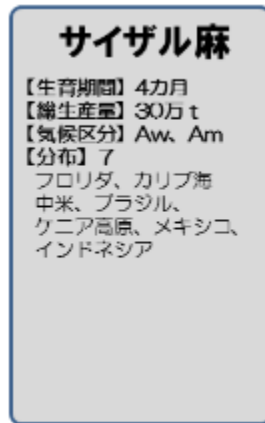 サイザル麻
【生育期間】4カ月
【総生産量】30万t
【気候区分】Aw、Am
【分布】7
フロリダ、カリブ海
中米、ブラジル、
ケニア高原、メキシコ、
インドネシア